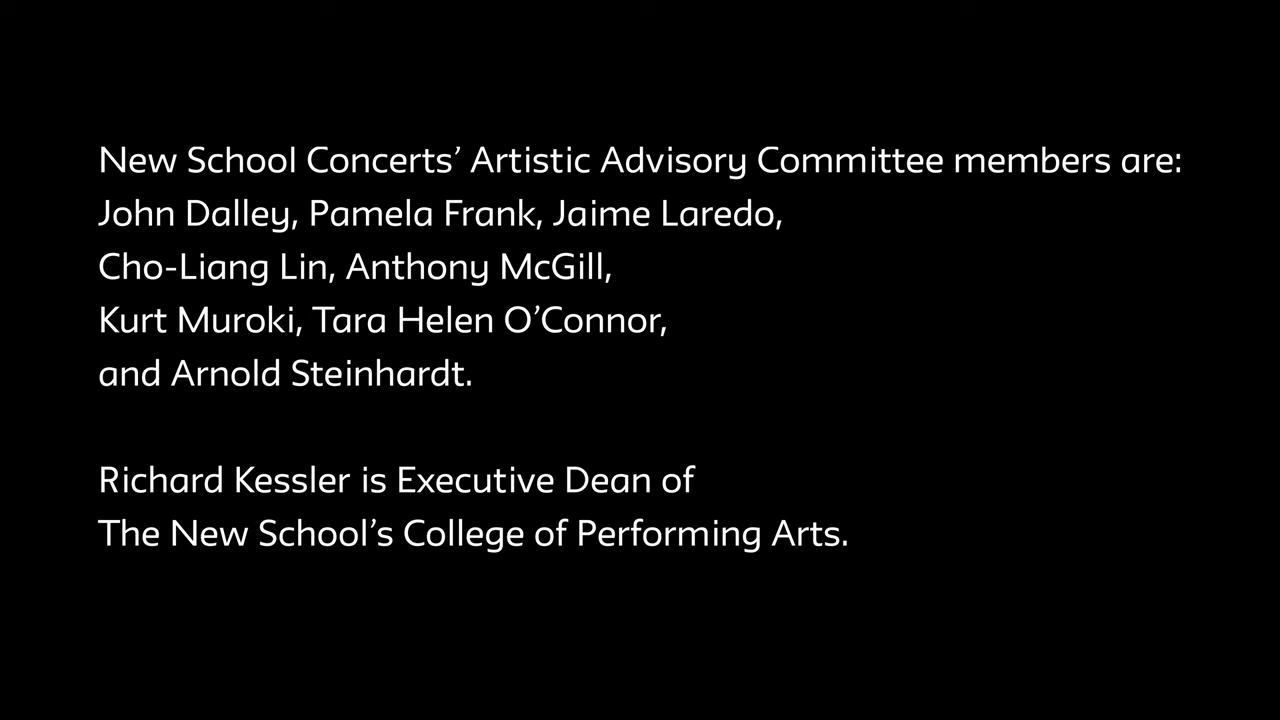 New School Concerts’ Artistic Advisory Committee members are:
John Dalley, Pamela Frank, Jaime Laredo,
Cho-Liang Lin, Anthony McGill,
Kurt Muroki, Tara Helen O’Connor,
and Arnold Steinhardt.
Richard Kessler is Executive Dean of
The New School’s College of Performing Arts.